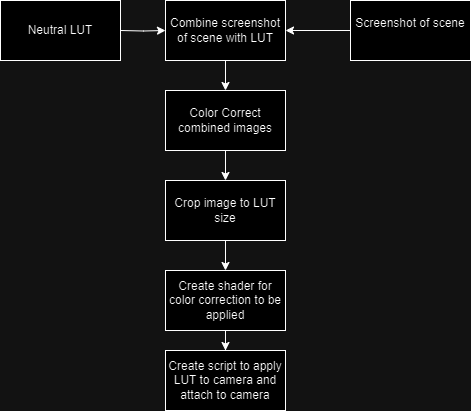 Neutral LUT
Combine screenshot
of scene with LUT
Screenshot of scene
Color Correct
combined images
Crop image to LUT
size
Create shader for
color correction to be
applied
Create script to apply
LUT to camera and
attach to camera